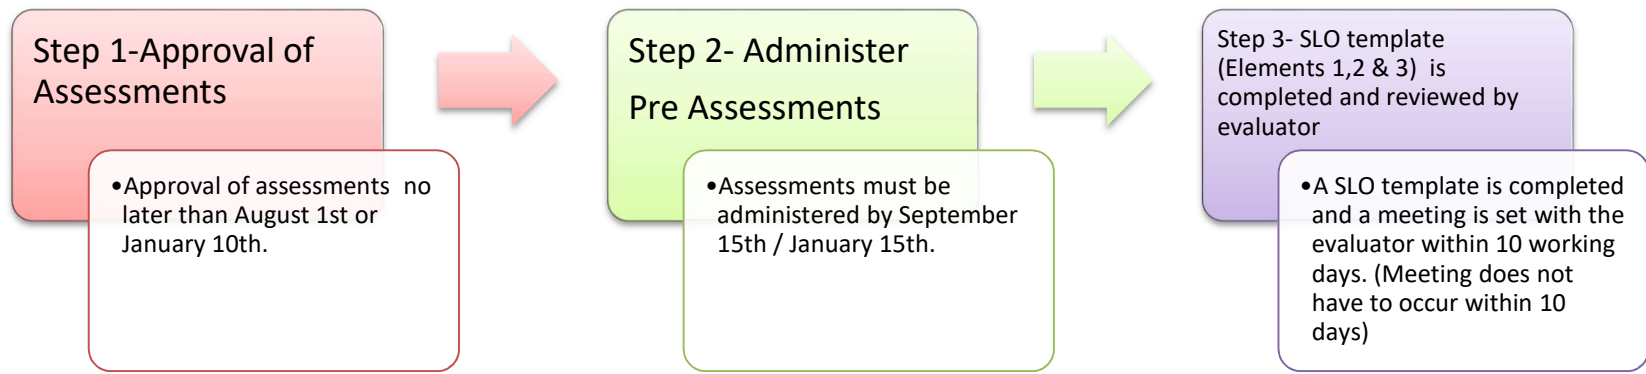 Step 1-Approval of
Assessments
•Approval of assessments  no
later than August 1st or
January 10th.
Step 2- Administer
Pre Assessments
•Assessments must be
administered by September
15th / January 15th.
Step 3- SLO template
(Elements 1,2 & 3)  is
completed and reviewed by
evaluator
•A SLO template is completed
and a meeting is set with the
evaluator within 10 working
days. (Meeting does not
have to occur within 10
days)